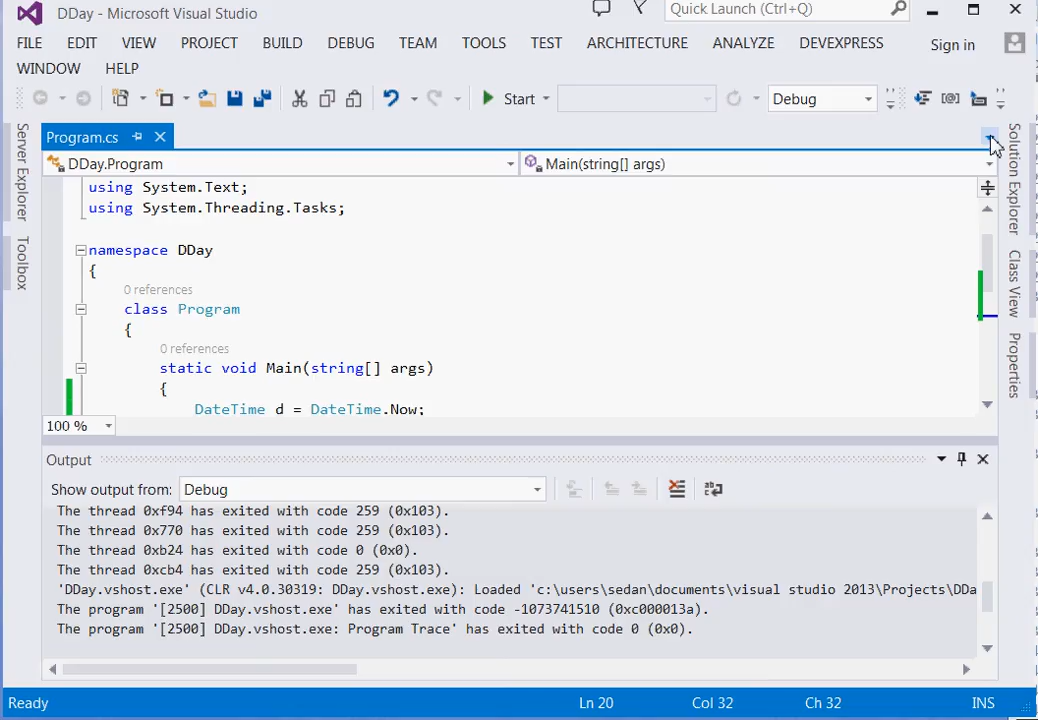 DDay - Microsoft Visual Studio
Quick Launch (Ctrl+Q)
FILE EDIT VIEW PROJECT BUILD DEBUG TEAM TOOLS TEST ARCHITECTURE ANALYZE DEVEXPRESS Sign in
WINDOW HELP
Start Debug
Server Explorer
Toolbox
Program.cs
DDay.Program Main(string[] args)
using System.Text;
using System.Threading.Tasks;
namespace DDay
{
0 references
class Program
{
0 references
static void Main(string[] args)
{
DateTime d = DateTime.Now;
100 %
Solution Explorer
Class View
Properties
Output
Show output from: Debug
The thread 0xf94 has exited with code 259 (0x103).
The thread 0x770 has exited with code 259 (0x103).
The thread 0xb24 has exited with code 0 (0x0).
The thread 0xcb4 has exited with code 259 (0x103).
'DDay.vshost.exe' (CLR v4.0.30319: DDay.vshost.exe): Loaded 'c:\users\sedan\documents\visual studio 2013\Projects\DDa
The program '[2500] DDay.vshost.exe' has exited with code -1073741510 (0xc000013a).
The program '[2500] DDay.vshost.exe: Program Trace' has exited with code 0 (0x0).
Ready Ln 20 Col 32 Ch 32 INS